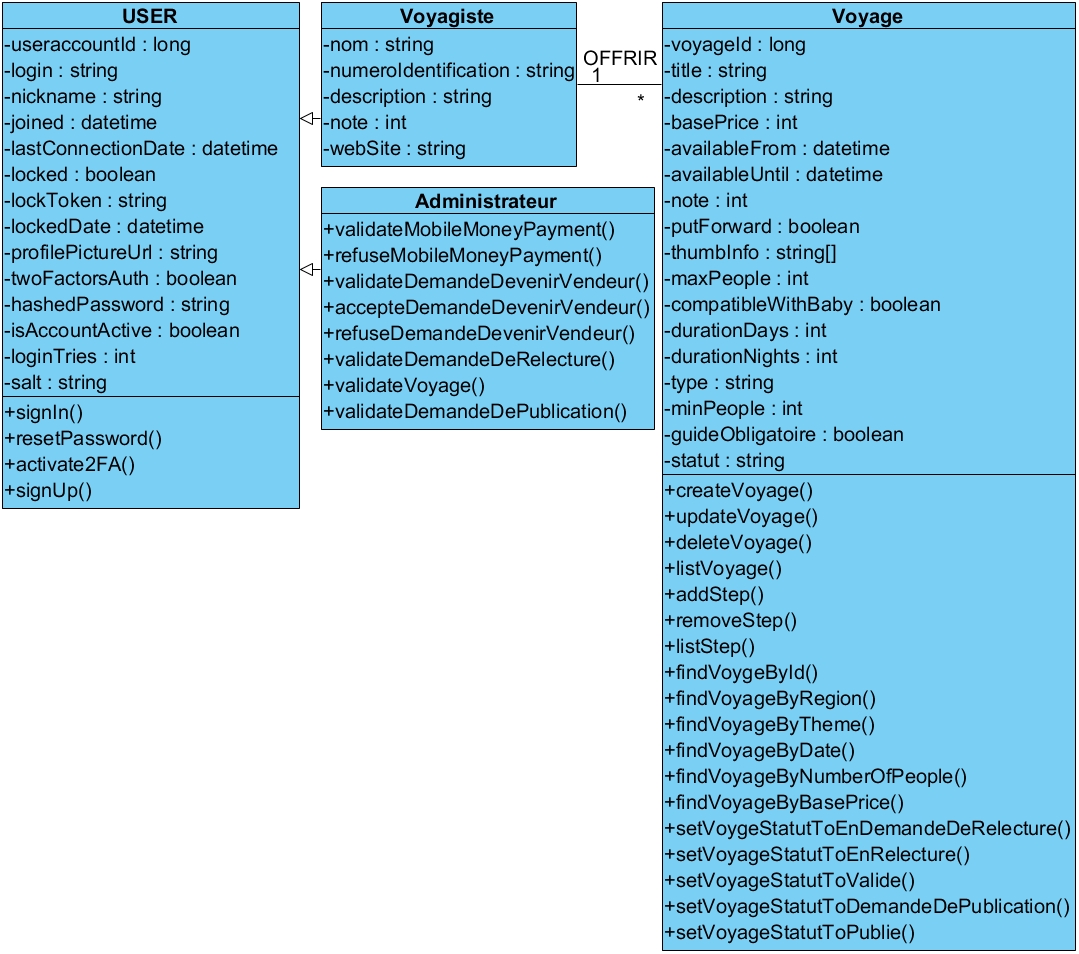 USER
-useraccountId : long
-login : string
-nickname : string
-joined : datetime
-lastConnectionDate : datetime
-locked : boolean
-lockToken : string
-lockedDate : datetime
-profilePictureUrl : string
-twoFactorsAuth : boolean
-hashedPassword : string
-isAccountActive : boolean
-loginTries : int
-salt : string
+signIn()
+resetPassword()
+activate2FA()
+signUp()
Voyagiste
-nom : string
-numeroIdentification : string
-description : string
-note : int
-webSite : string
OFFRIR
1
*
Administrateur
+validateMobileMoneyPayment()
+refuseMobileMoneyPayment()
+validateDemandeDevenirVendeur()
+accepteDemandeDevenirVendeur()
+refuseDemandeDevenirVendeur()
+validateDemandeDeRelecture()
+validateVoyage()
+validateDemandeDePublication()
Voyage
-voyageId : long
-title : string
-description : string
-basePrice : int
-availableFrom : datetime
-availableUntil : datetime
-note : int
-putForward : boolean
-thumbInfo : string[]
-maxPeople : int
-compatibleWithBaby : boolean
-durationDays : int
-durationNights : int
-type : string
-minPeople : int
-guideObligatoire : boolean
-statut : string
+createVoyage()
+updateVoyage()
+deleteVoyage()
+listVoyage()
+addStep()
+removeStep()
+listStep()
+findVoygeById()
+findVoyageByRegion()
+findVoyageByTheme()
+findVoyageByDate()
+findVoyageByNumberOfPeople()
+findVoyageByBasePrice()
+setVoygeStatutToEnDemandeDeRelecture()
+setVoyageStatutToEnRelecture()
+setVoyageStatutToValide()
+setVoyageStatutToDemandeDePublication()
+setVoyageStatutToPublie()